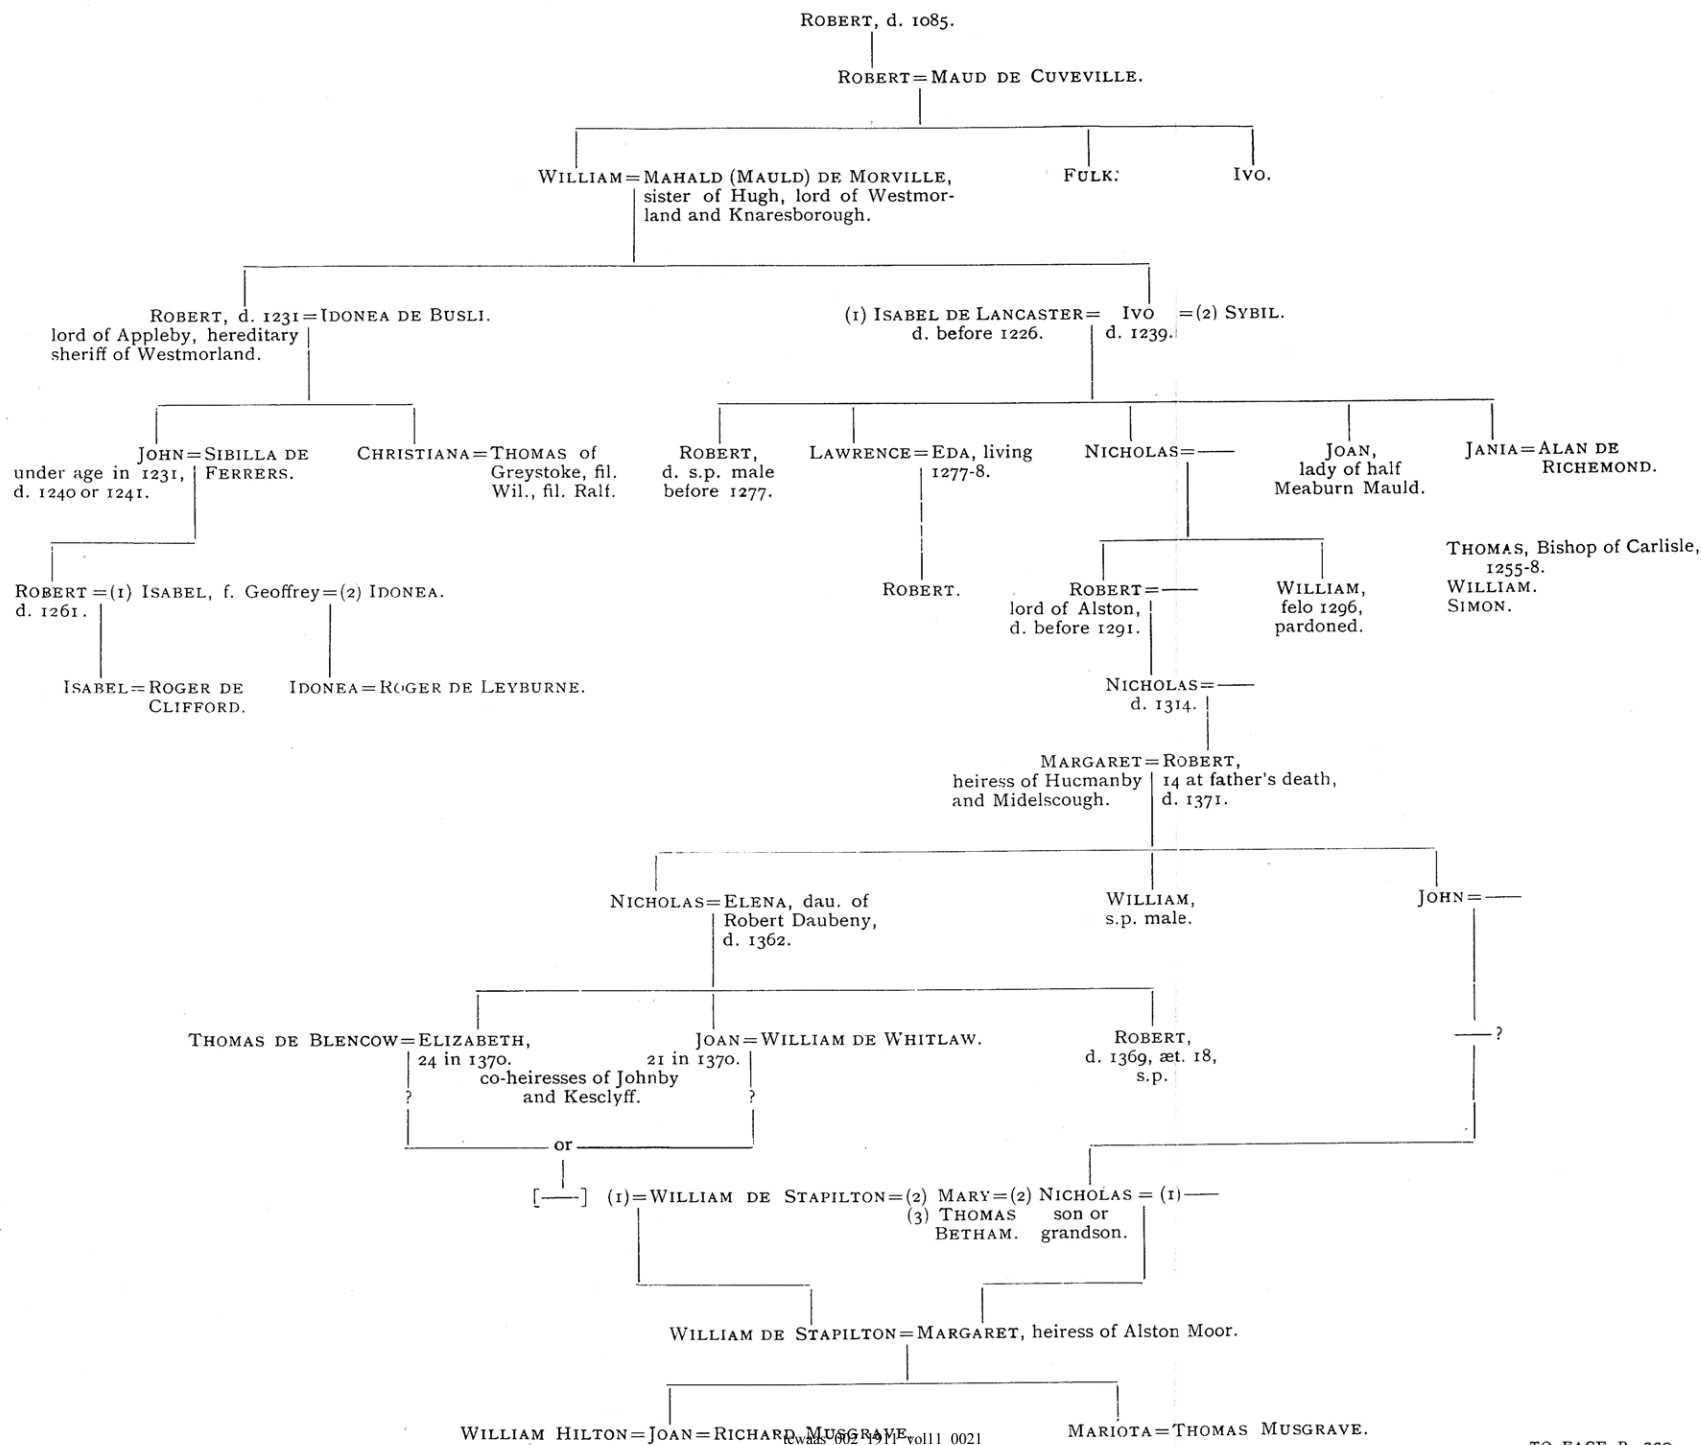 ROBERT, d. 1085.
ROBERT=MAUD DE CUVEVILLE.
WILLIAM=MAHALD (MAULD) DE MORVILLE,
sister of Hugh, lord of Westmor-
land and Knaresborough.
FULK.
IVO.
ROBERT, d. 1231=IDONEA DE BUSLI.
lord of Appleby, hereditary
sheriff of Westmorland.
(1) ISABEL DE LANCASTER= IVO =(2) SYBIL.
d. before 1226. d. 1239.
JOHN=SIBILLA DE
under age in 1231, FERRERS.
d. 1240 or 1241.
CHRISTIANA=THOMAS of
Greystoke, fil.
Wil., fil. Ralf.
ROBERT,
d. s.p. male
before 1277.
LAWRENCE=EDA, living
1277-8.
NICHOLAS=——
JOAN,
lady of half
Meaburn Mauld.
JANIA=ALAN DE
RICHEMOND.
THOMAS, Bishop of Carlisle,
1255-8.
WILLIAM.
SIMON.
ROBERT =(1) ISABEL, f. Geoffrey=(2) IDONEA.
d. 1261.
ROBERT.
ROBERT=——
lord of Alston,
d. before 1291.
WILLIAM,
felo 1296,
pardoned.
ISABEL=ROGER DE
CLIFFORD.
IDONEA=ROGER DE LEYBURNE.
NICHOLAS=——
d. 1314.
MARGARET=ROBERT,
heiress of Hucmanby 14 at father's death,
and Midelscough. d. 1371.
NICHOLAS=ELENA, dau. of
Robert Daubeny,
d. 1362.
WILLIAM,
s.p. male.
JOHN=——
THOMAS DE BLENCOW=ELIZABETH,
24 in 1370.
JOAN=WILLIAM DE WHITLAW.
21 in 1370.
co-heiresses of Johnby
and Kesclyff.
ROBERT,
d. 1369, æt. 18,
s.p.
——?
? ?
or
[——] (1)=WILLIAM DE STAPILTON=(2) MARY=(2) NICHOLAS = (1)——
(3) THOMAS son or
BETHAM. grandson.
WILLIAM DE STAPILTON=MARGARET, heiress of Alston Moor.
WILLIAM HILTON=JOAN=RICHARD MUSGRAVE.
MARIOTA=THOMAS MUSGRAVE.
tcwaas_002_1911_vol11_0021